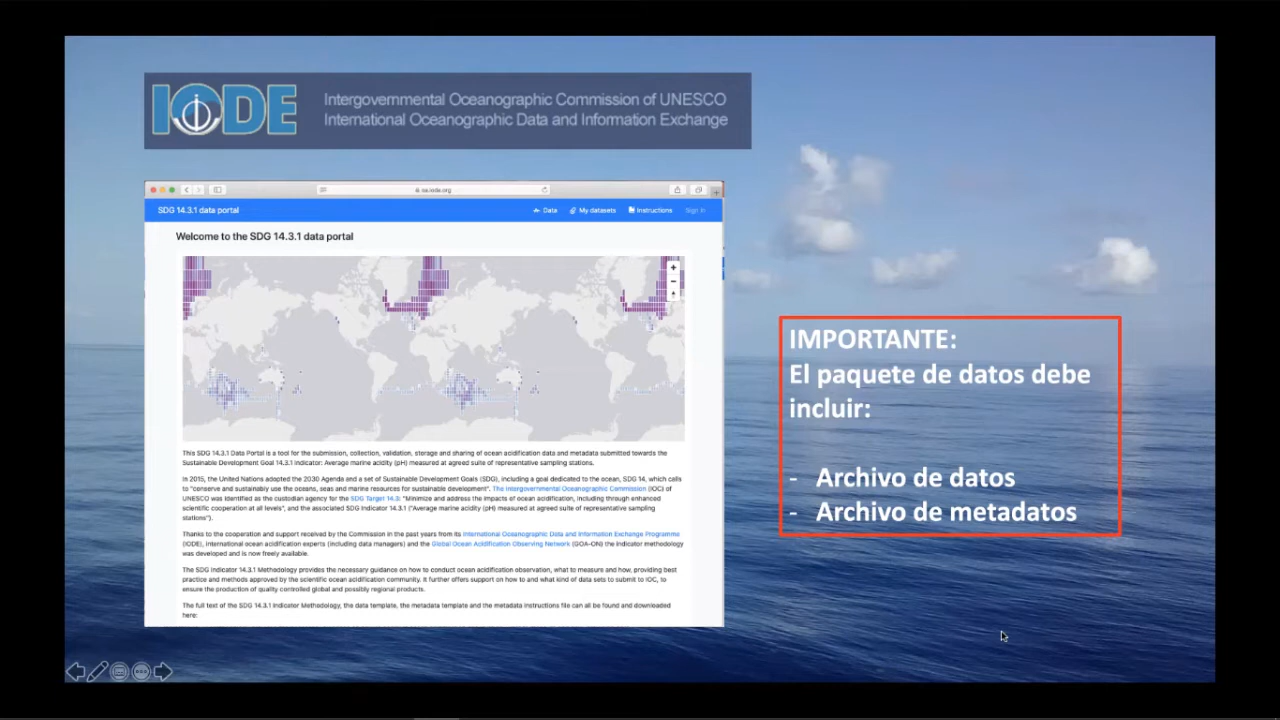 IODE
Intergovernmental Oceanographic Commission of UNESCO
International Oceanographic Data and Information Exchange
oa.iode.org
SDG 14.3.1 data portal
Data
My datasets
Instructions
Sign in
Welcome to the SDG 14.3.1 data portal
+
−
This SDG 14.3.1 Data Portal is a tool for the submission, collection, validation, storage and sharing of ocean acidification data and metadata submitted towards the
Sustainable Development Goal 14.3.1 Indicator: Average marine acidity (pH) measured at agreed suite of representative sampling stations.
In 2015, the United Nations adopted the 2030 Agenda and a set of Sustainable Development Goals (SDG), including a goal dedicated to the ocean, SDG 14, which calls
to "conserve and sustainably use the oceans, seas and marine resources for sustainable development". The Intergovernmental Oceanographic Commission (IOC) of
UNESCO was identified as the custodian agency for the SDG Target 14.3: "Minimize and address the impacts of ocean acidification, including through enhanced
scientific cooperation at all levels", and the associated SDG Indicator 14.3.1 ("Average marine acidity (pH) measured at agreed suite of representative sampling
stations").
Thanks to the cooperation and support received by the Commission in the past years from its International Oceanographic Data and Information Exchange Programme
(IODE), international ocean acidification experts (including data managers) and the Global Ocean Acidification Observing Network (GOA-ON) the indicator methodology
was developed and is now freely available.
The SDG Indicator 14.3.1 Methodology provides the necessary guidance on how to conduct ocean acidification observation, what to measure and how, providing best
practice and methods approved by the scientific ocean acidification community. It further offers support on how to and what kind of data sets to submit to IOC, to
ensure the production of quality controlled global and possibly regional products.
The full text of the SDG 14.3.1 Indicator Methodology, the data template, the metadata template and the metadata instructions file can all be found and downloaded
here:
IMPORTANTE:
El paquete de datos debe
incluir:
- Archivo de datos
- Archivo de metadatos